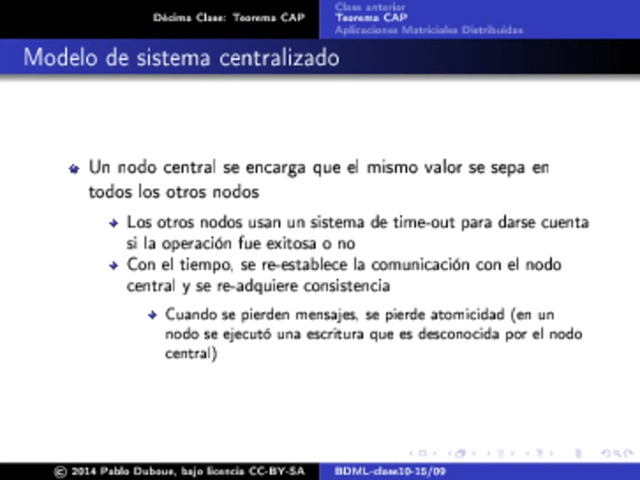 Décima Clase: Teorema CAP
Clase anterior
Teorema CAP
Aplicaciones Matriciales Distribuidas
Modelo de sistema centralizado
Un nodo central se encarga que el mismo valor se sepa en
todos los otros nodos
Los otros nodos usan un sistema de time-out para darse cuenta
si la operación fue exitosa o no
Con el tiempo, se re-establece la comunicación con el nodo
central y se re-adquiere consistencia
Cuando se pierden mensajes, se pierde atomicidad (en un
nodo se ejecutó una escritura que es desconocida por el nodo
central)
© 2014 Pablo Duboue, bajo licencia CC-BY-SA
BDML-clase10-15/09